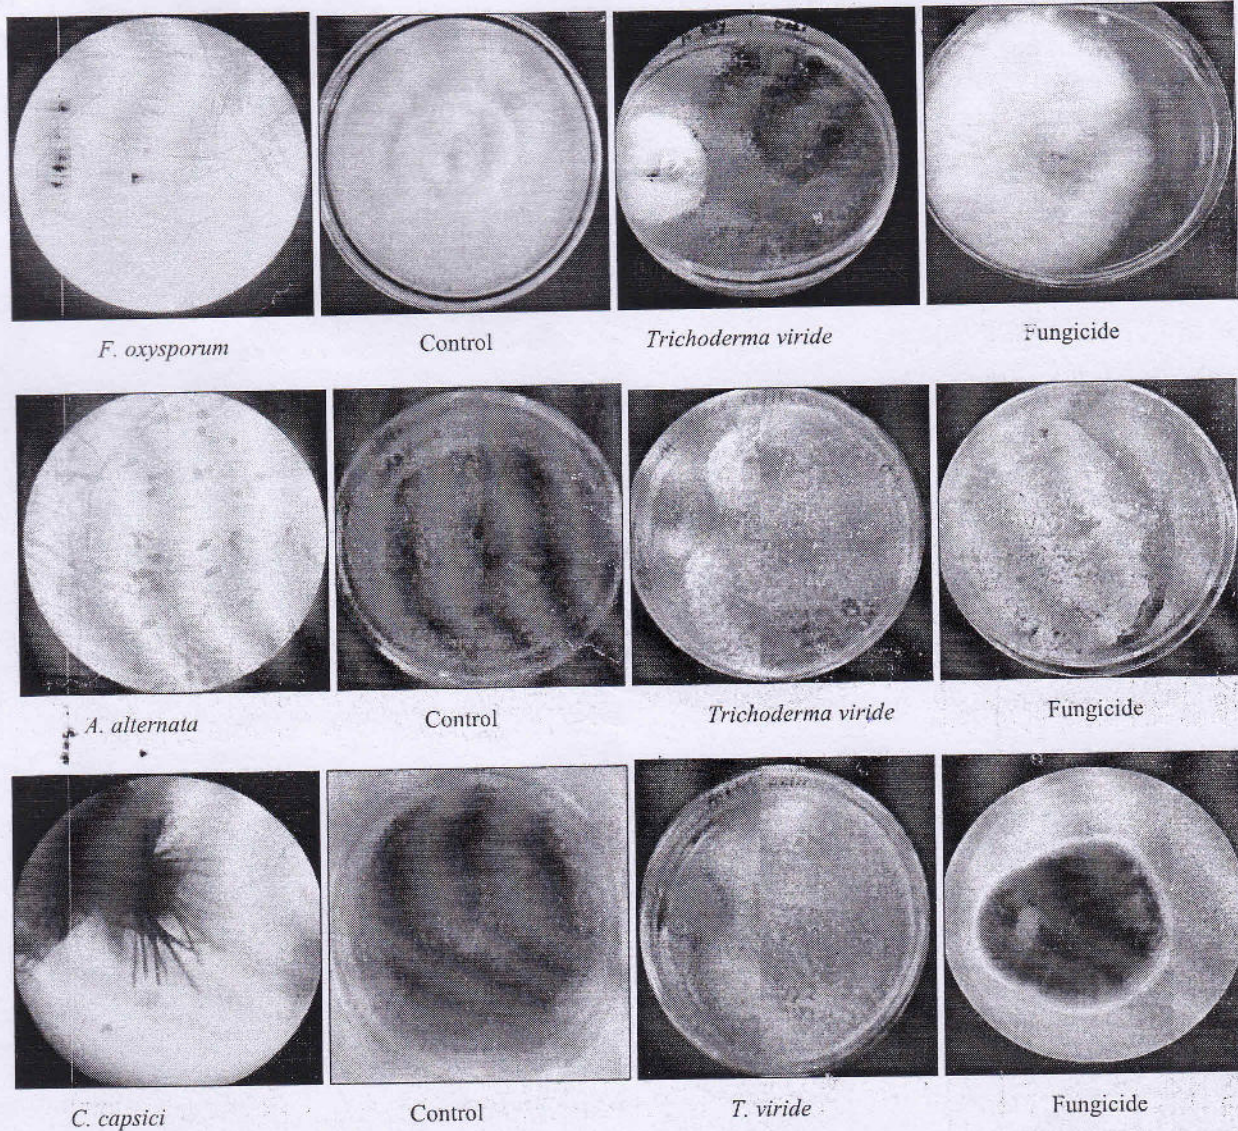 F. oxysporum Control Trichoderma viride Fungicide
A. alternata Control Trichoderma viride Fungicide
C. capsici Control T. viride Fungicide